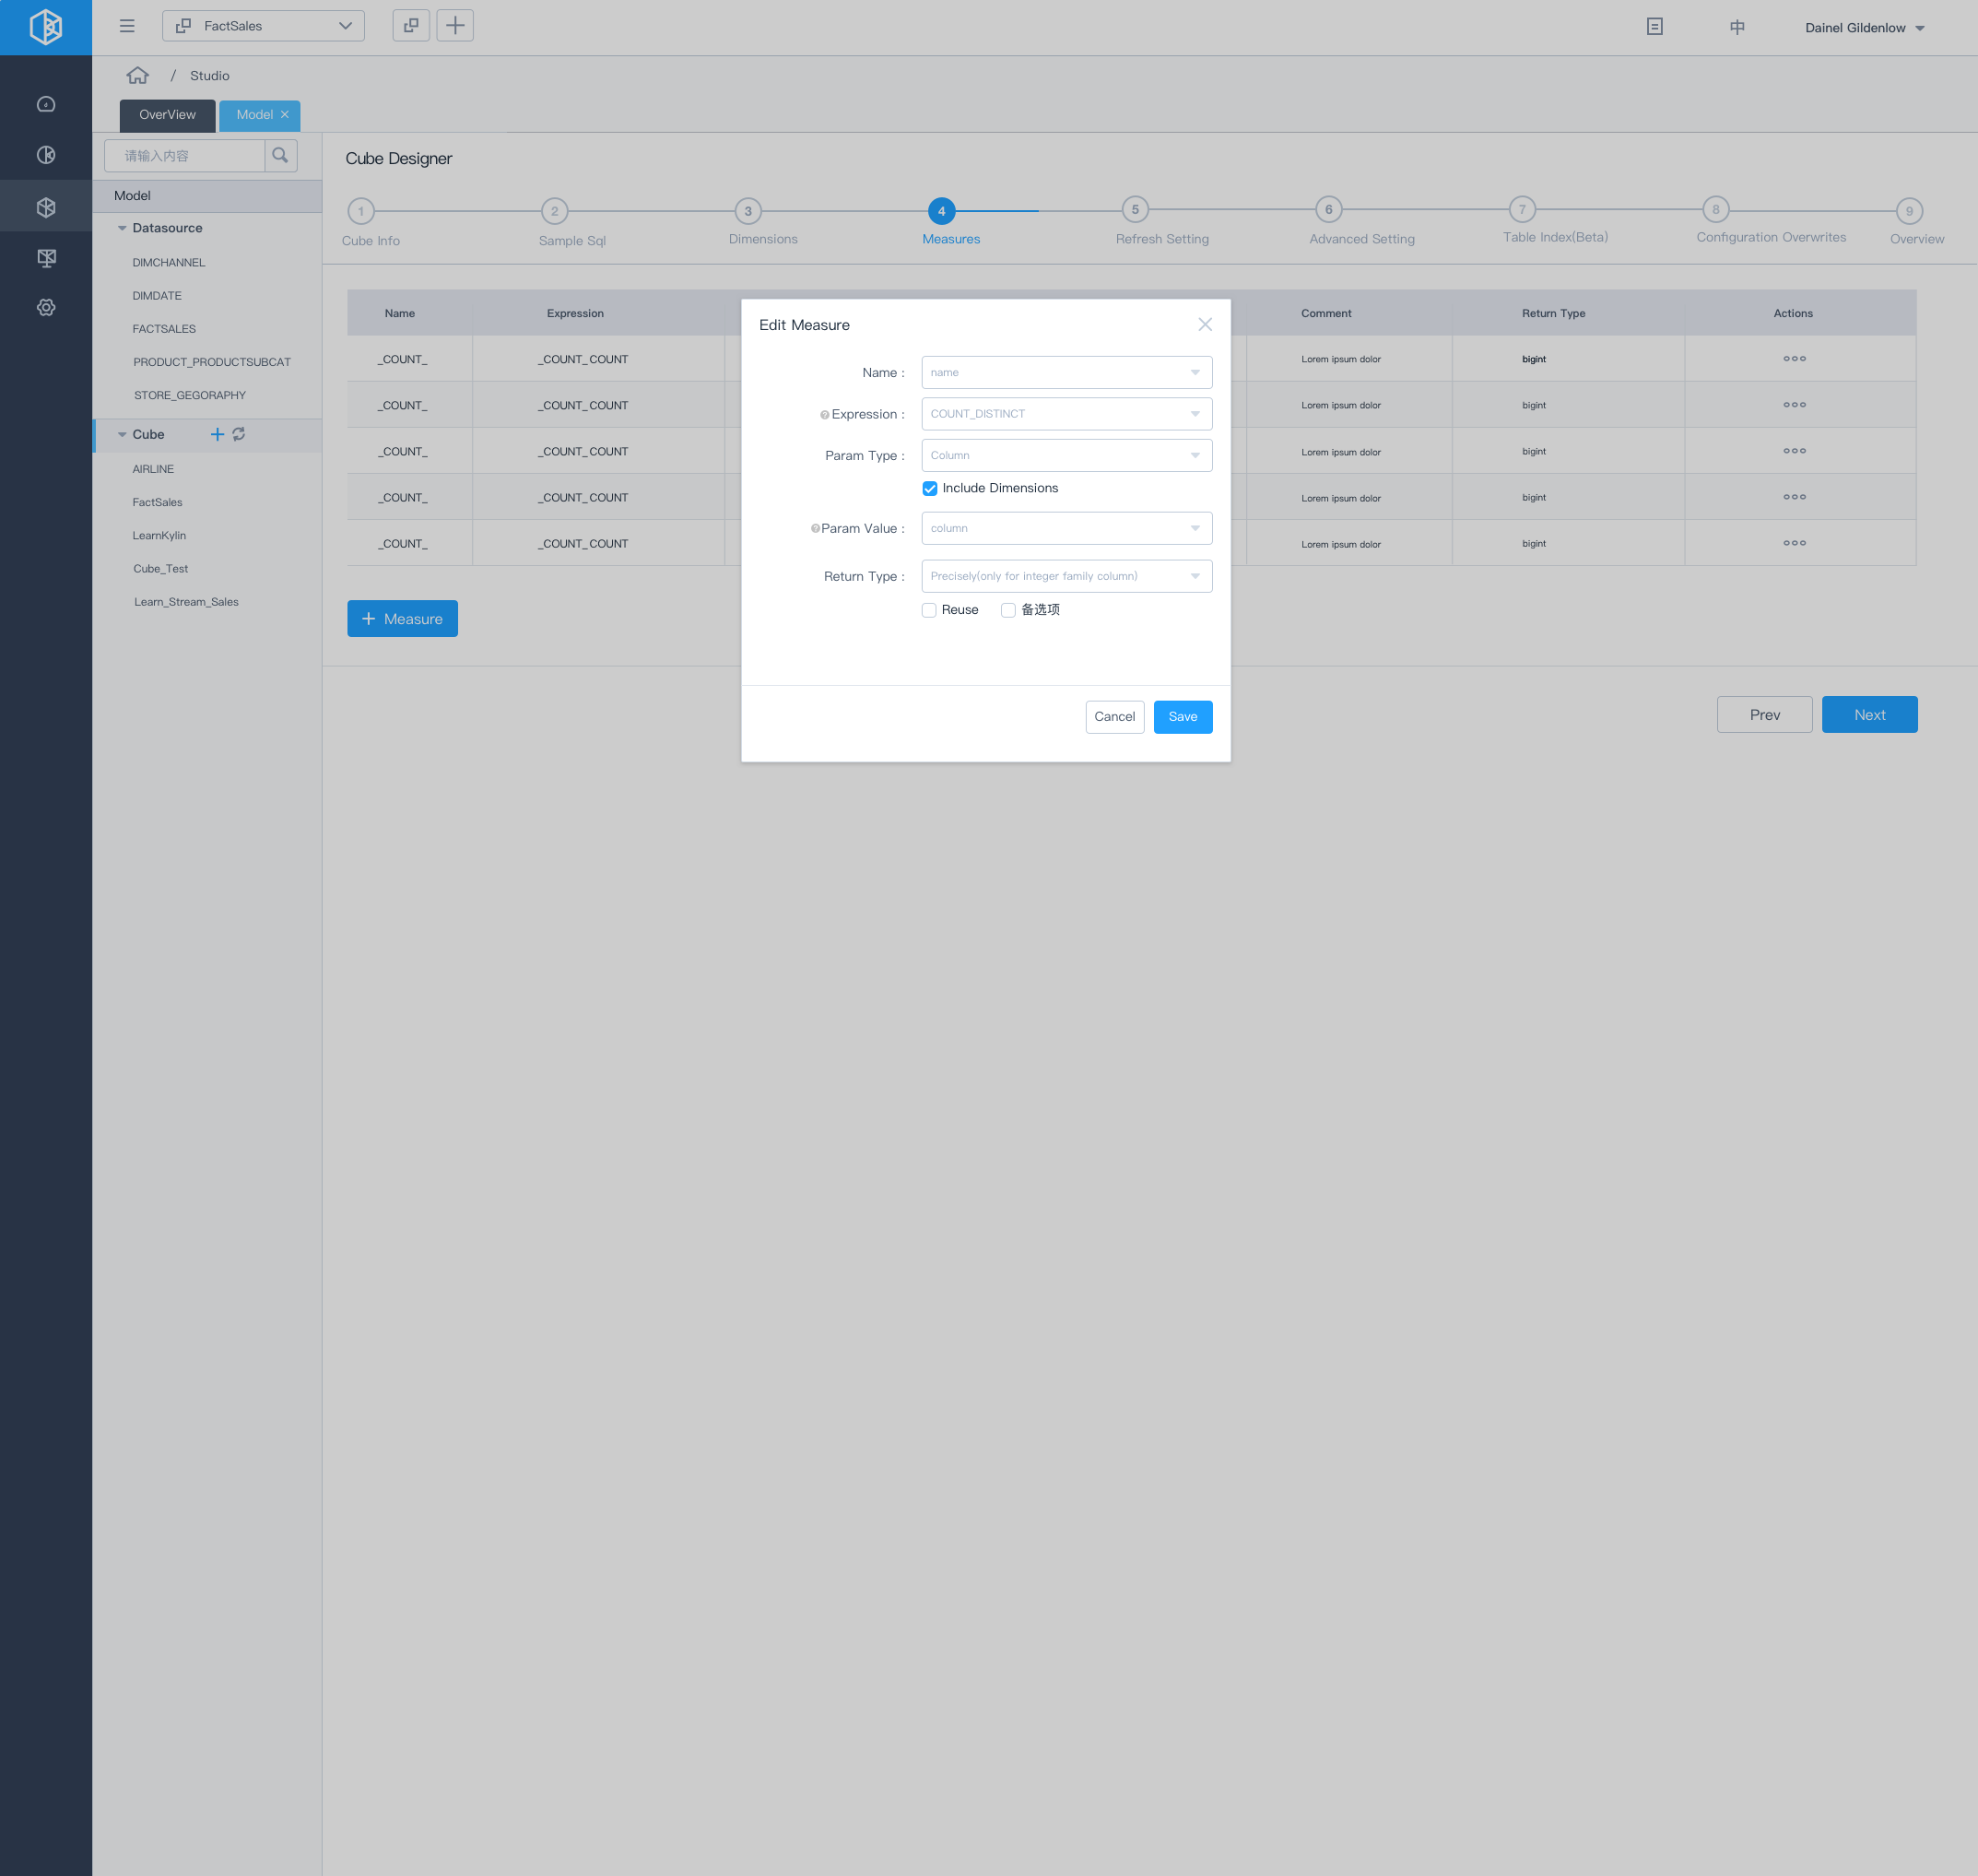 FactSales
中
Dainel Gildenlow
/ Studio
OverView
Model
请输入内容
Model
Datasource
DIMCHANNEL
DIMDATE
FACTSALES
PRODUCT_PRODUCTSUBCAT
STORE_GEGORAPHY
Cube
AIRLINE
FactSales
LearnKylin
Cube_Test
Learn_Stream_Sales
Cube Designer
1 2 3 4 5 6 7 8 9
Cube Info Sample Sql Dimensions Measures Refresh Setting Advanced Setting Table Index(Beta) Configuration Overwrites Overview
Name Expression Comment Return Type Actions
_COUNT_ _COUNT_COUNT Lorem ipsum dolor bigint
_COUNT_ _COUNT_COUNT Lorem ipsum dolor bigint
_COUNT_ _COUNT_COUNT Lorem ipsum dolor bigint
_COUNT_ _COUNT_COUNT Lorem ipsum dolor bigint
_COUNT_ _COUNT_COUNT Lorem ipsum dolor bigint
Measure
Edit Measure
Name : name
Expression : COUNT_DISTINCT
Param Type : Column
Include Dimensions
Param Value : column
Return Type : Precisely(only for integer family column)
Reuse 备选项
Cancel Save
Prev Next